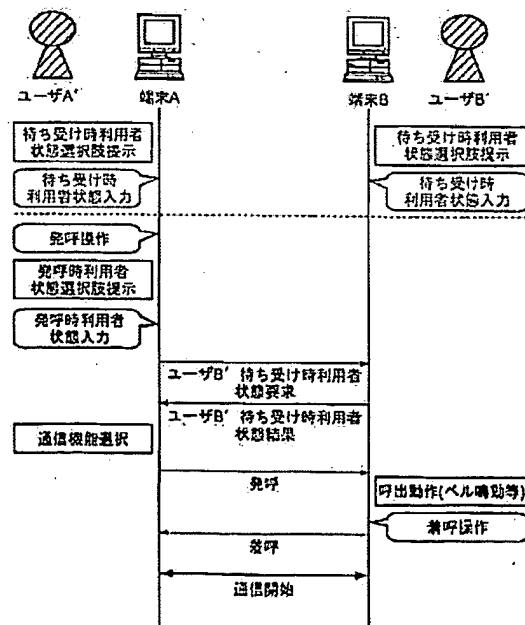 ユーザA'
端末A
端末B
ユーザB'
待ち受け時利用者
状態選択肢提示
待ち受け時利用者
状態選択肢提示
待ち受け時
利用者状態入力
待ち受け時
利用者状態入力
発呼操作
発呼時利用者
状態選択肢提示
発呼時利用者
状態入力
ユーザB' 待ち受け時利用者
状態要求
ユーザB' 待ち受け時利用者
状態結果
通信機能選択
発呼
呼出動作(ベル鳴動等)
着呼操作
着呼
通信開始